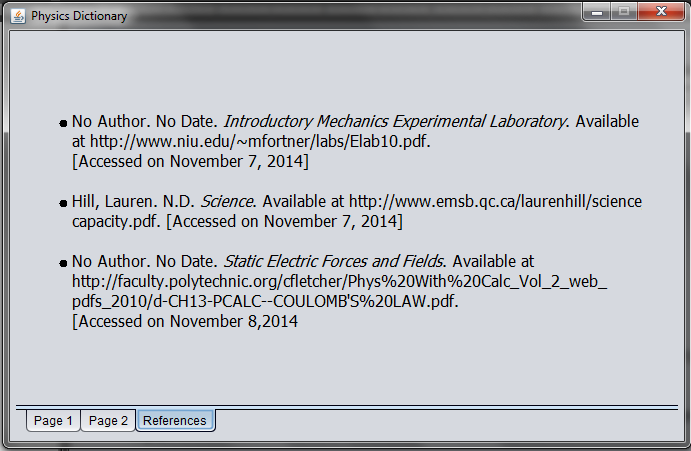 Physics Dictionary
No Author. No Date. Introductory Mechanics Experimental Laboratory. Available
at http://www.niu.edu/~mfortner/labs/Elab10.pdf.
[Accessed on November 7, 2014]
Hill, Lauren. N.D. Science. Available at http://www.emsb.qc.ca/laurenhill/science
capacity.pdf. [Accessed on November 7, 2014]
No Author. No Date. Static Electric Forces and Fields. Available at
http://faculty.polytechnic.org/cfletcher/Phys%20With%20Calc_Vol_2_web_
pdfs_2010/d-CH13-PCALC--COULOMB'S%20LAW.pdf.
[Accessed on November 8,2014
Page 1 Page 2 References